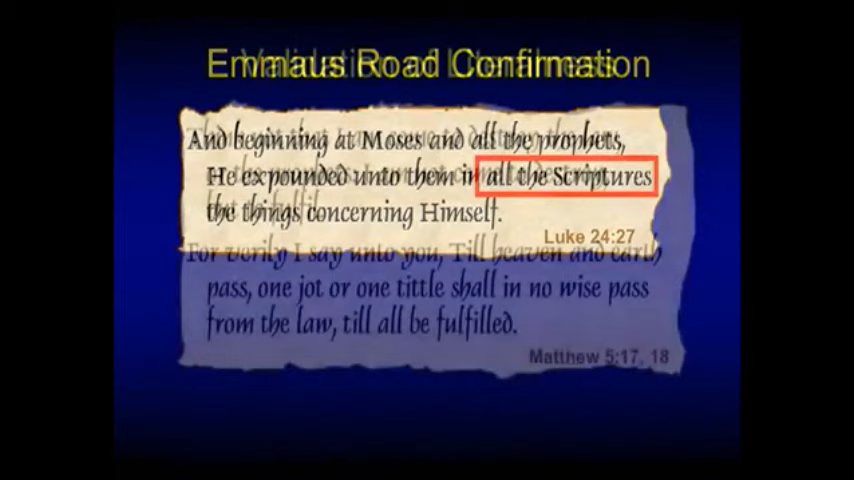 Emmaus Road Confirmation
Validation of Literalness
And beginning at Moses and all the prophets,
He expounded unto them in all the Scriptures
the things concerning Himself.
Luke 24:27
For verily I say unto you, Till heaven and earth
pass, one jot or one tittle shall in no wise pass
from the law, till all be fulfilled.
Matthew 5:17, 18